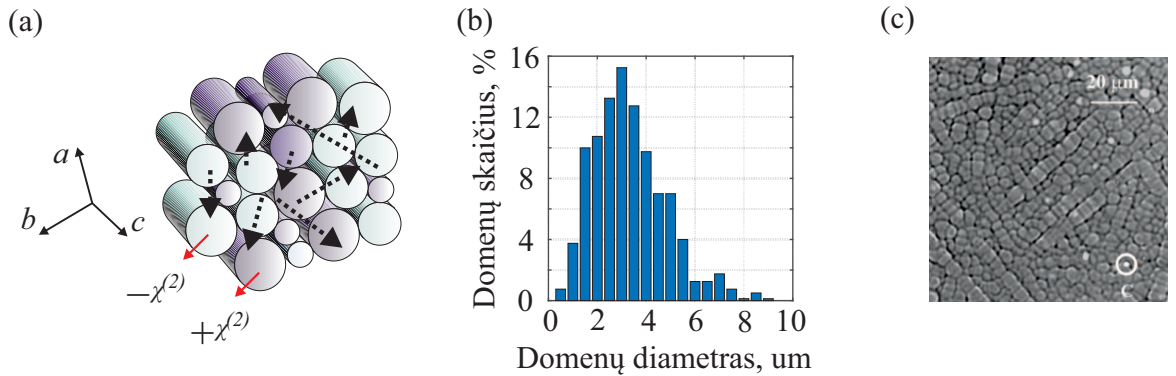 (a)
a
b
c
−χ(2)
+χ(2)
(b)
Domenų skaičius, %
16
12
8
4
0
0
2
4
6
8
10
Domenų diametras, um
(c)
20 µm
c